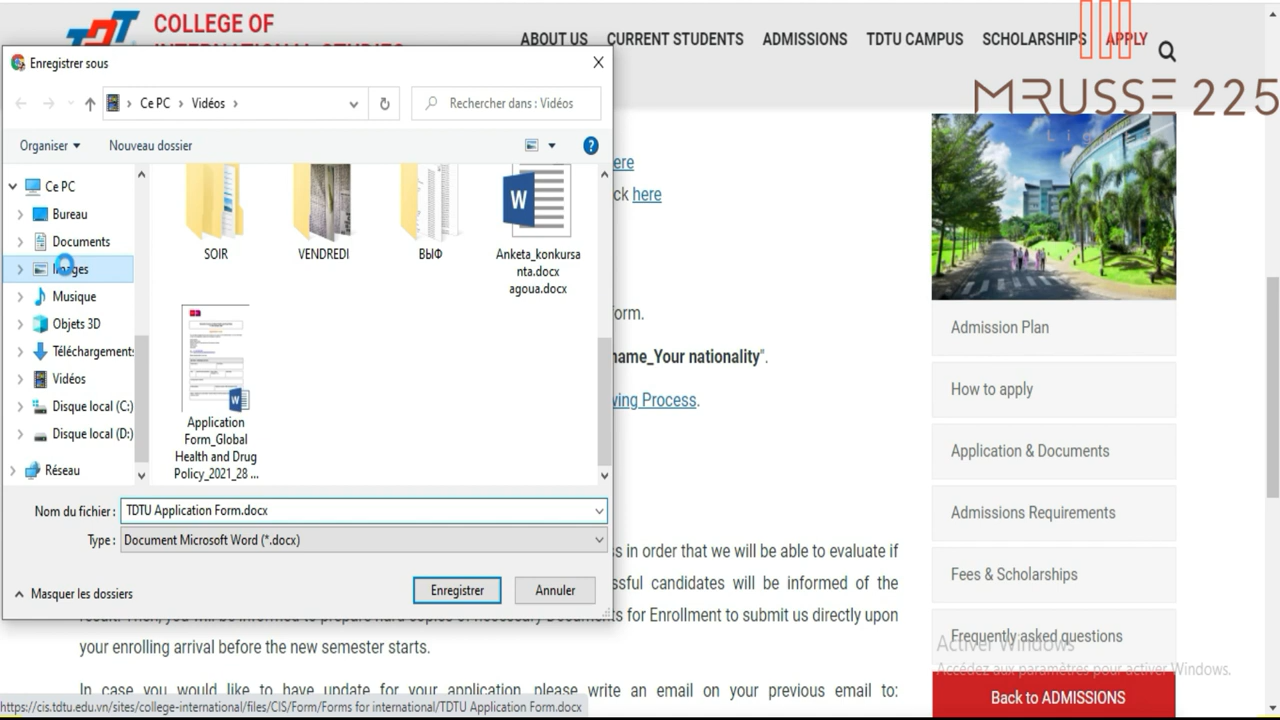 COLLEGE OF
TDT
ABOUT US CURRENT STUDENTS ADMISSIONS TDTU CAMPUS SCHOLARSHIPS APPLY
MRUSSE 225
Enregistrer sous
Ce PC > Vidéos >
Rechercher dans : Vidéos
Organiser
Nouveau dossier
Ce PC
Bureau
Documents
Images
Musique
Objets 3D
Téléchargements
Vidéos
Disque local (C:)
Disque local (D:)
Réseau
SOIR
VENDREDI
ВЫФ
Anketa_konkursa
nta.docx
agoua.docx
Application
Form_Global
Health and Drug
Policy_2021_28 ...
Nom du fichier : TDTU Application Form.docx
Type : Document Microsoft Word (*.docx)
Masquer les dossiers
Enregistrer
Annuler
ere
ck here
orm.
name_Your nationality".
ving Process.
s in order that we will be able to evaluate if
sful candidates will be informed of the
s for Enrollment to submit us directly upon
your enrolling arrival before the new semester starts.
In case you would like to have update for your application, please write an email on your previous email to:
Admission Plan
How to apply
Application & Documents
Admissions Requirements
Fees & Scholarships
Frequently asked questions
Back to ADMISSIONS
Activer Windows
Accédez aux paramètres pour activer Windows.
https://cis.tdtu.edu.vn/sites/college-international/files/CIS/Form/Forms for international/TDTU Application Form.docx